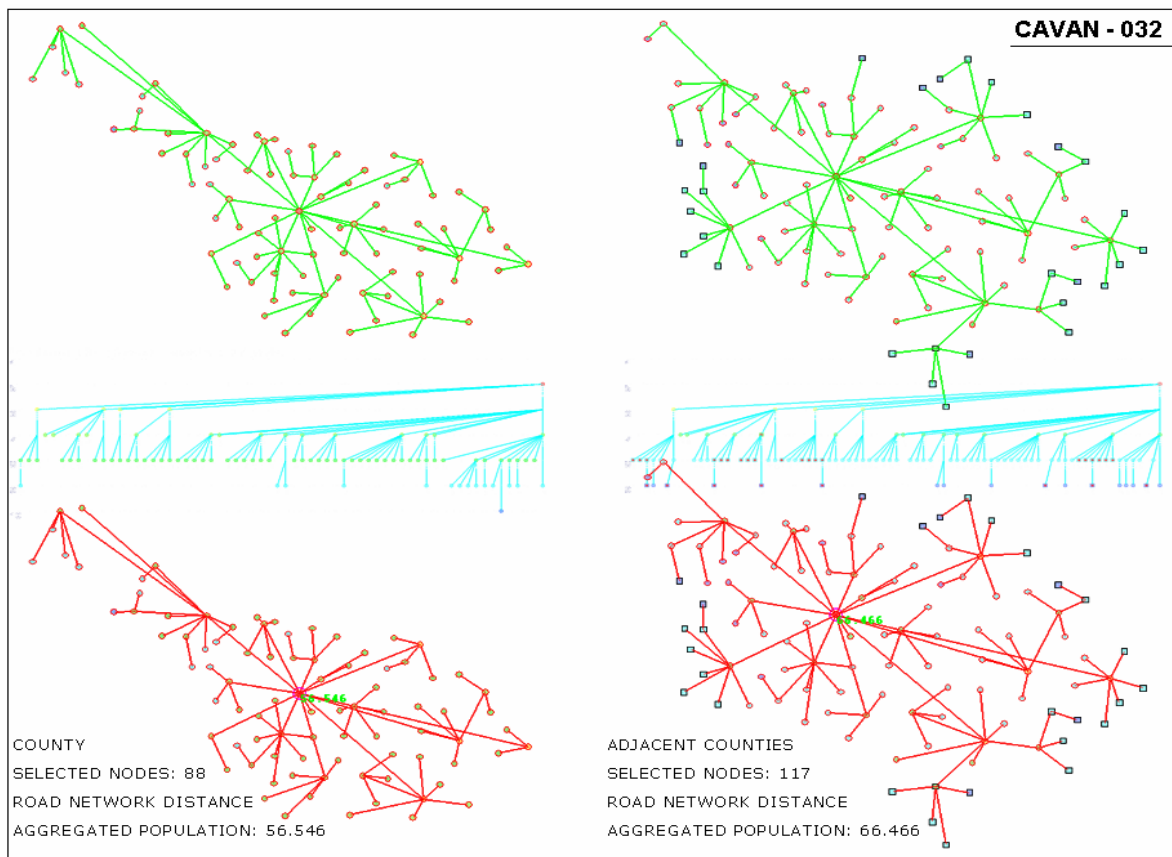 CAVAN - 032
COUNTY
SELECTED NODES: 88
ROAD NETWORK DISTANCE
AGGREGATED POPULATION: 56.546
ADJACENT COUNTIES
SELECTED NODES: 117
ROAD NETWORK DISTANCE
AGGREGATED POPULATION: 66.466